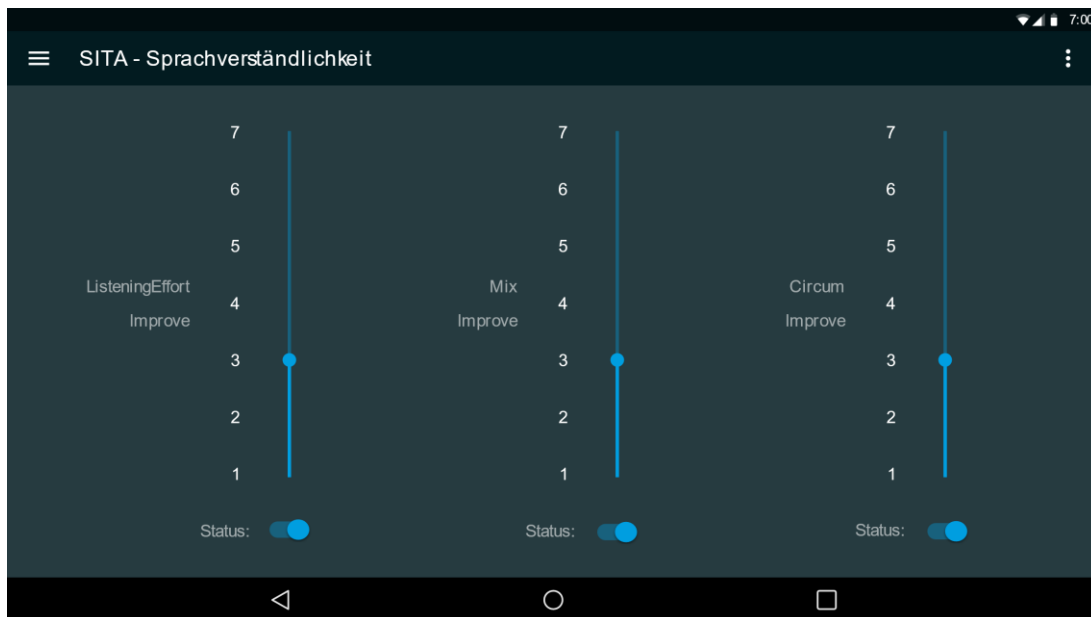 7:00
SITA - Sprachverständlichkeit
7
6
5
ListeningEffort
4
Improve
3
2
1
Status:
7
6
5
Mix
4
Improve
3
2
1
Status:
7
6
5
Circum
4
Improve
3
2
1
Status: